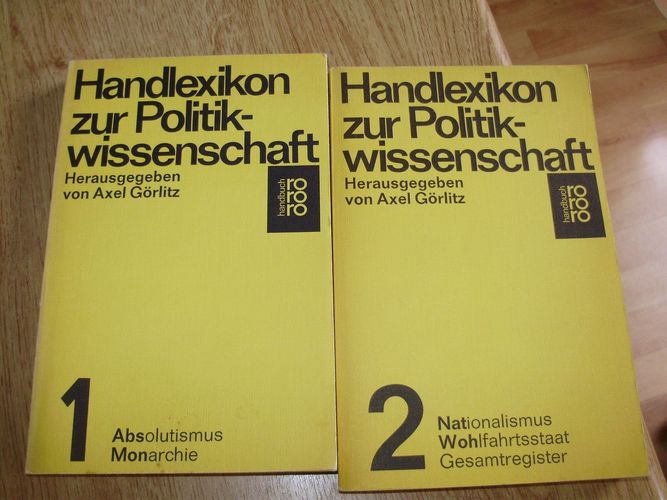 Handlexikon
zur Politik-
wissenschaft
Herausgegeben
von Axel Görlitz
handbuch
ro
ro
ro
1
Absolutismus
Monarchie
Handlexikon
zur Politik-
wissenschaft
Herausgegeben
von Axel Görlitz
handbuch
ro
ro
ro
2
Nationalismus
Wohlfahrtsstaat
Gesamtregister